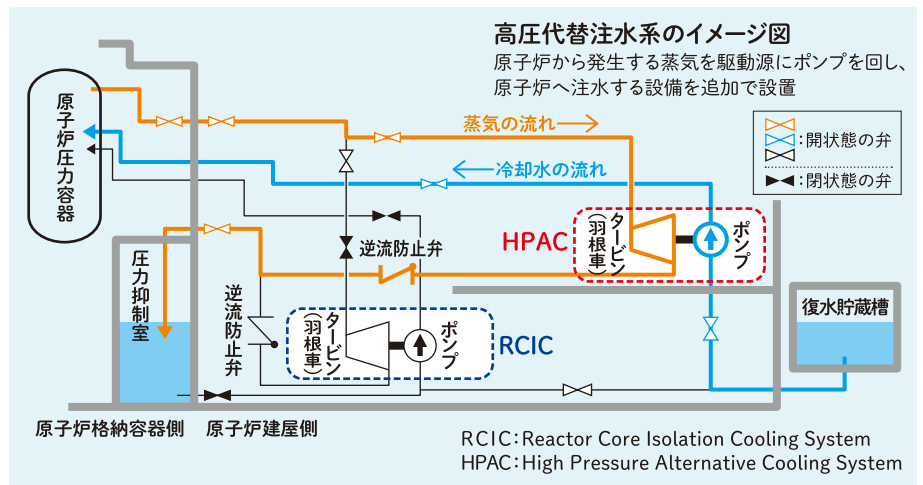 高圧代替注水系のイメージ図
原子炉から発生する蒸気を駆動源にポンプを回し、
原子炉へ注水する設備を追加で設置
:開状態の弁
:閉状態の弁
原子炉圧力容器
蒸気の流れ
冷却水の流れ
HPAC
タービン
(羽根車)
ポンプ
逆流防止弁
圧力抑制室
逆流防止弁
タービン
(羽根車)
ポンプ
RCIC
復水貯蔵槽
原子炉格納容器側
原子炉建屋側
RCIC:Reactor Core Isolation Cooling System
HPAC:High Pressure Alternative Cooling System